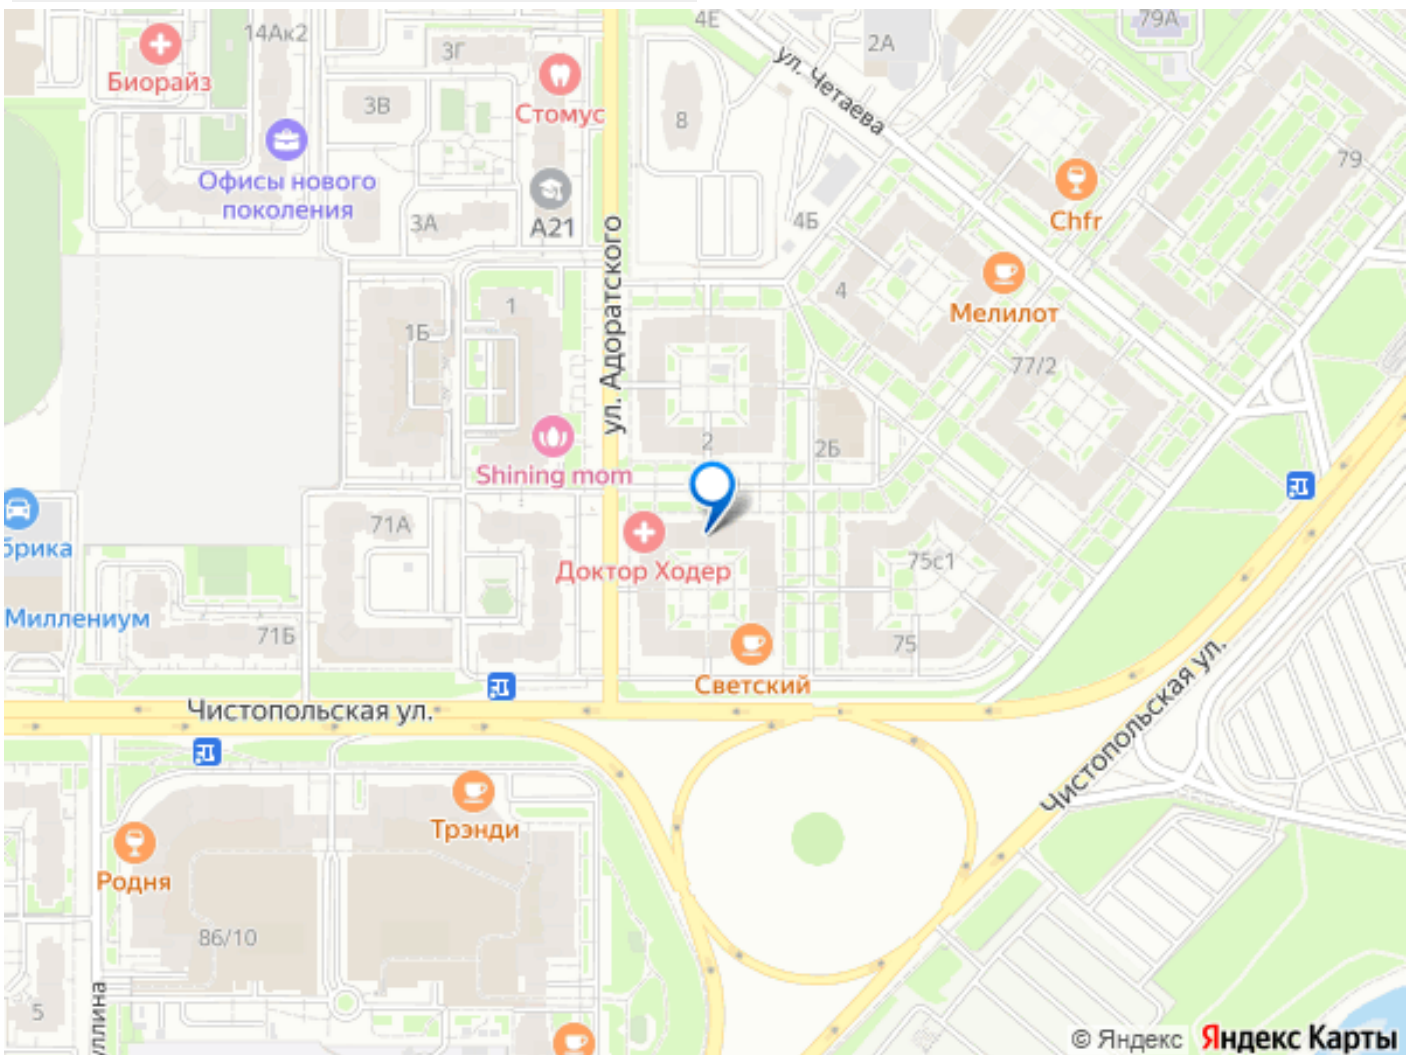 4Е
79А
14Ак2
3Г
2А
Биорайз
ул. Четаева
3В
Стомус
8
79
Офисы нового
поколения
3А
А21
4Б
Chfr
ул. Адоратского
4
1
1Б
Мелилот
77/2
2
2Б
Shining mom
71А
брика
Доктор Ходер
75с1
Миллениум
71Б
75
Светский
Чистопольская ул.
Чистопольская ул.
Трэнди
Родня
86/10
5
уллина
© Яндекс Яндекс Карты